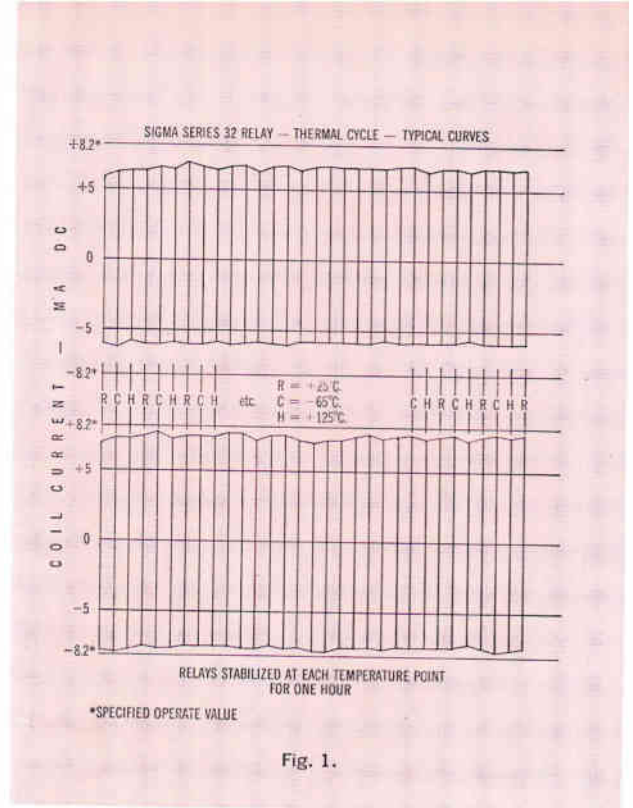 SIGMA SERIES 32 RELAY — THERMAL CYCLE — TYPICAL CURVES
+8.2*
+5
0
−5
−8.2*
COIL CURRENT — MA DC
R C H R C H R C H etc. C H R C H R C H R
R = +25°C.
C = −65°C.
H = +125°C.
+8.2*
+5
0
−5
−8.2*
RELAYS STABILIZED AT EACH TEMPERATURE POINT
FOR ONE HOUR
*SPECIFIED OPERATE VALUE
Fig. 1.